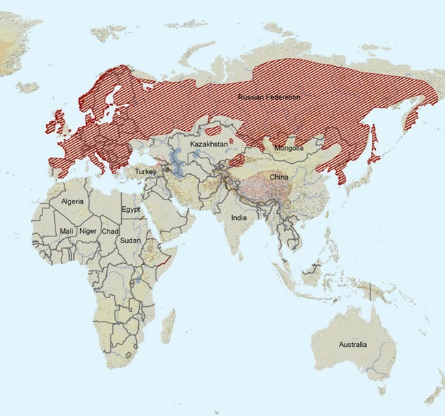 Russian Federation
Kazakhstan
Mongolia
Turkey
China
Algeria
Egypt
India
Mali
Niger
Chad
Sudan
Australia